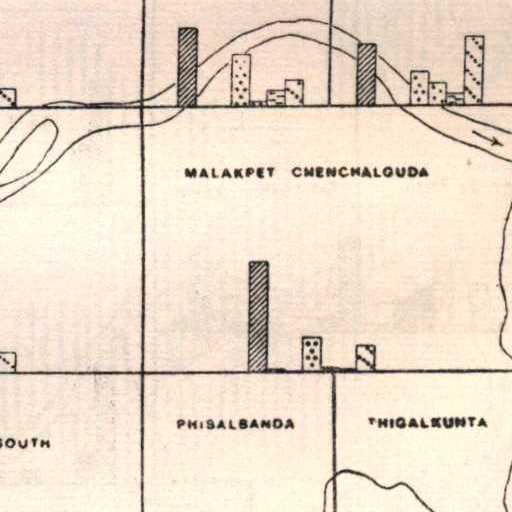 MALAKPET CHENCHALGUDA
PHISALBANDA THIGALKUNTA
SOUTH